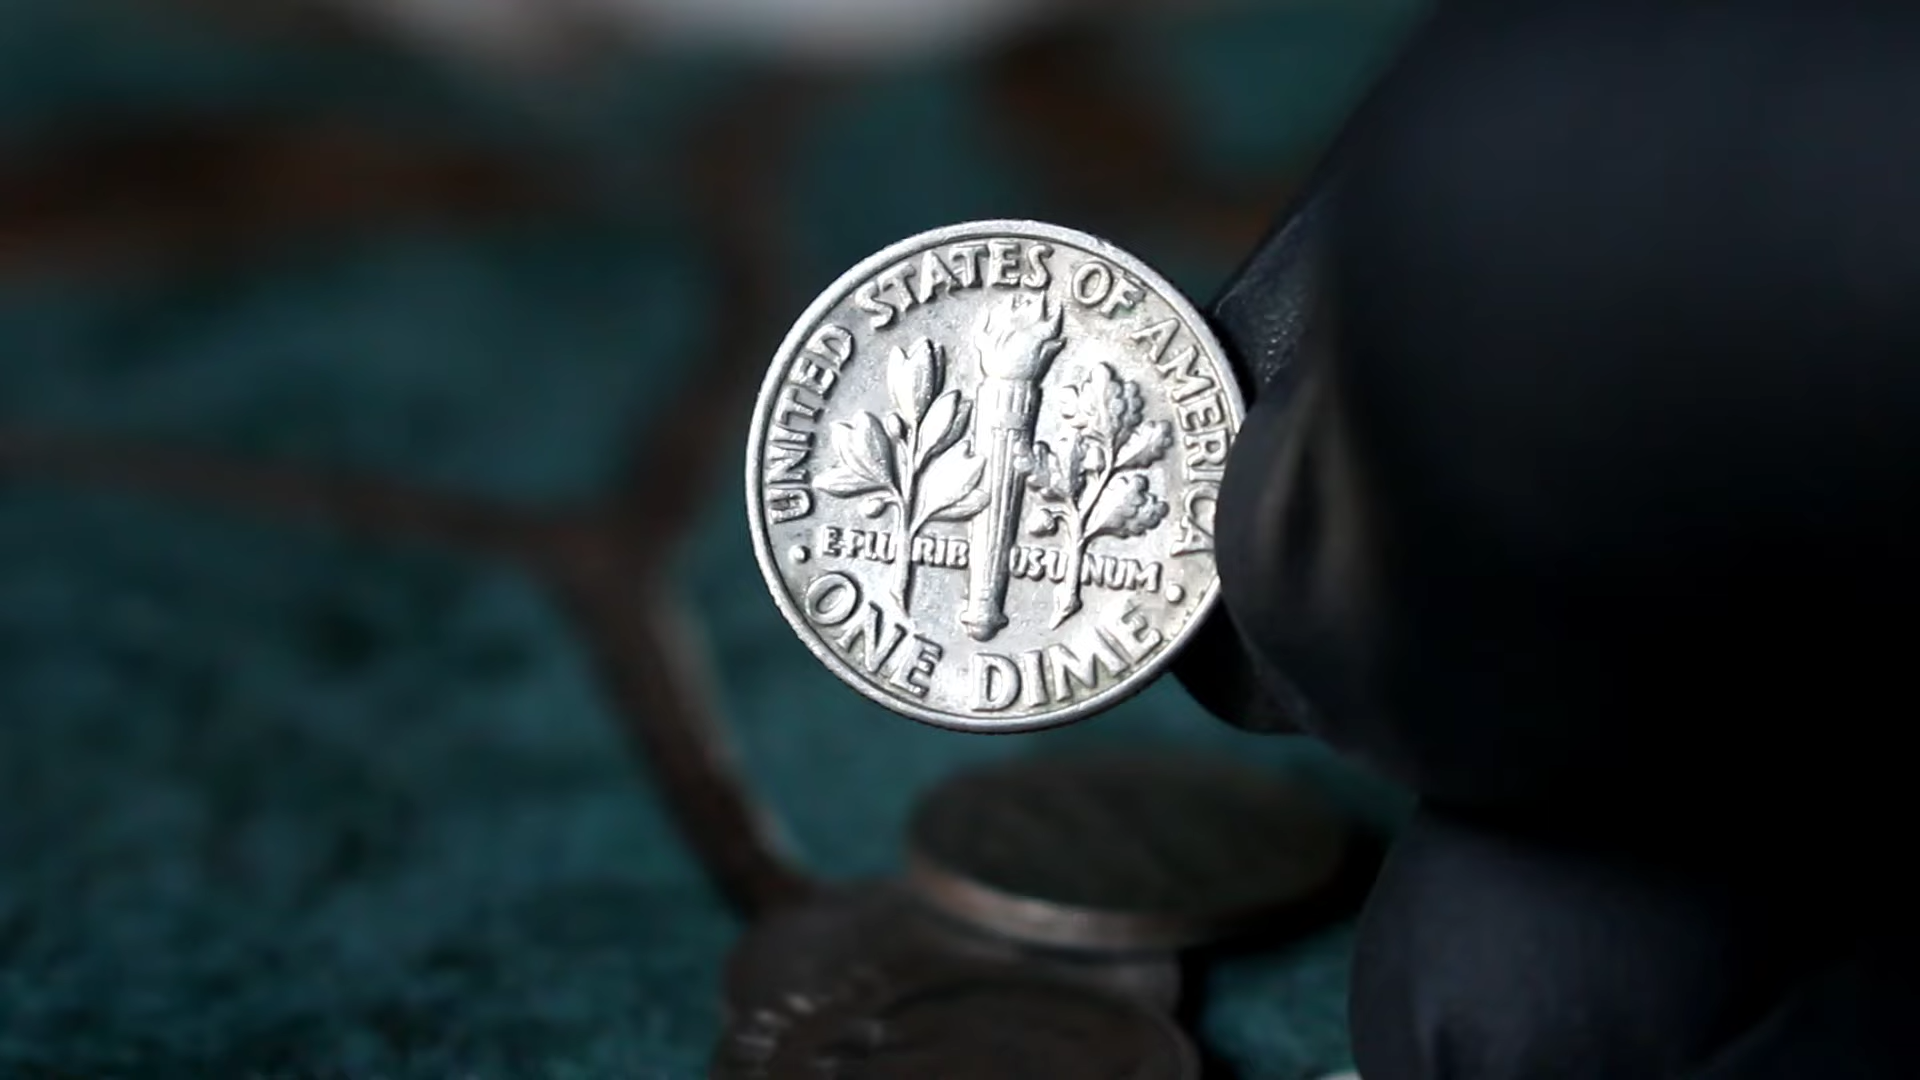 UNITED STATES OF AMERICA
E·PLURIBUS UNUM
· ONE DIME ·